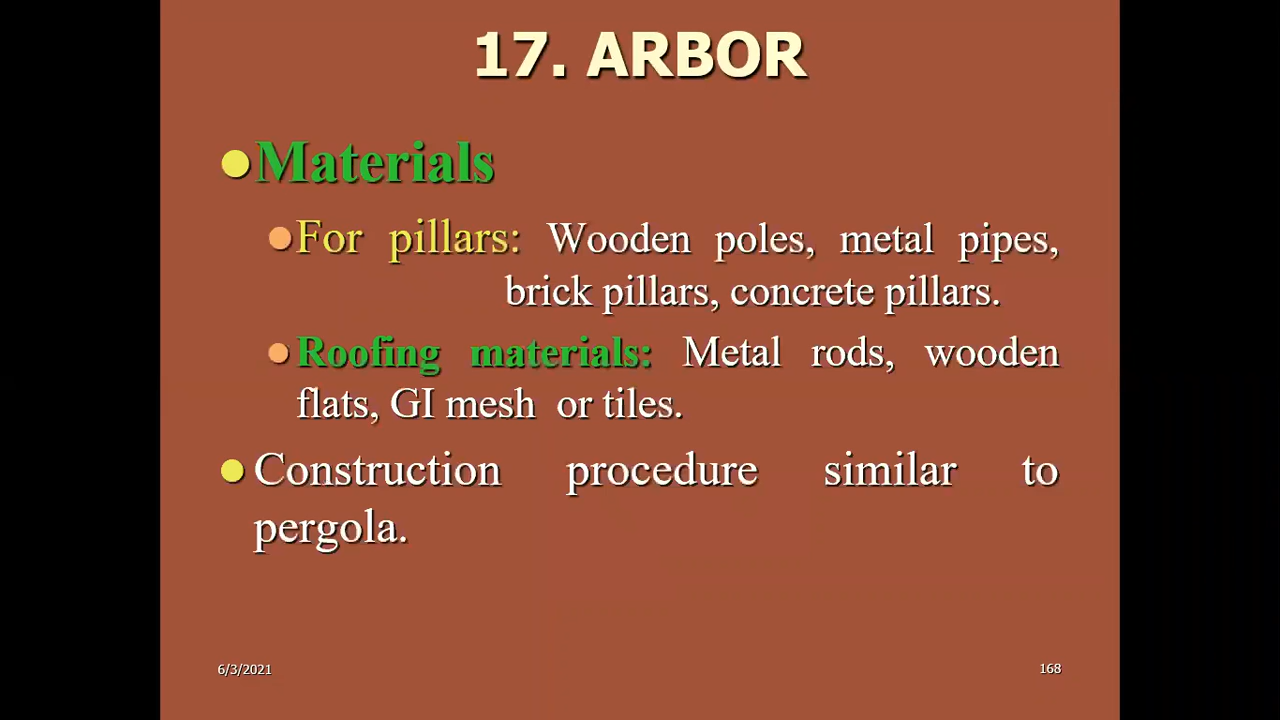 17. ARBOR
Materials
For pillars: Wooden poles, metal pipes,
brick pillars, concrete pillars.
Roofing materials: Metal rods, wooden
flats, GI mesh or tiles.
Construction procedure similar to
pergola.
6/3/2021
168